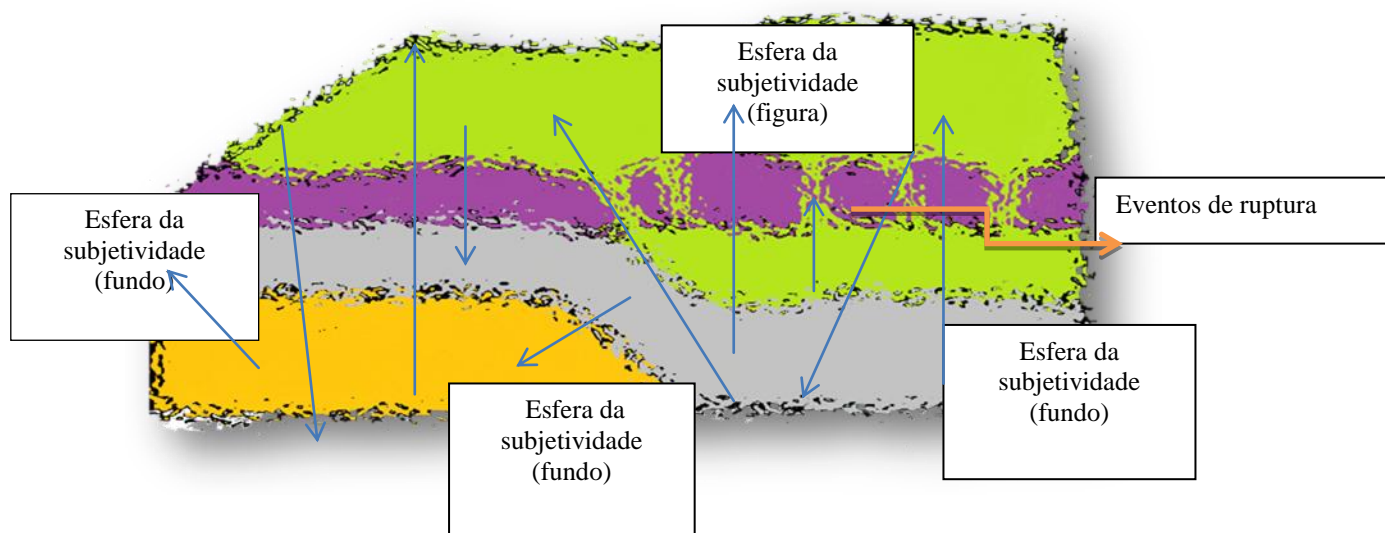 Esfera da
subjetividade
(figura)
Esfera da
subjetividade
(fundo)
Eventos de ruptura
Esfera da
subjetividade
(fundo)
Esfera da
subjetividade
(fundo)